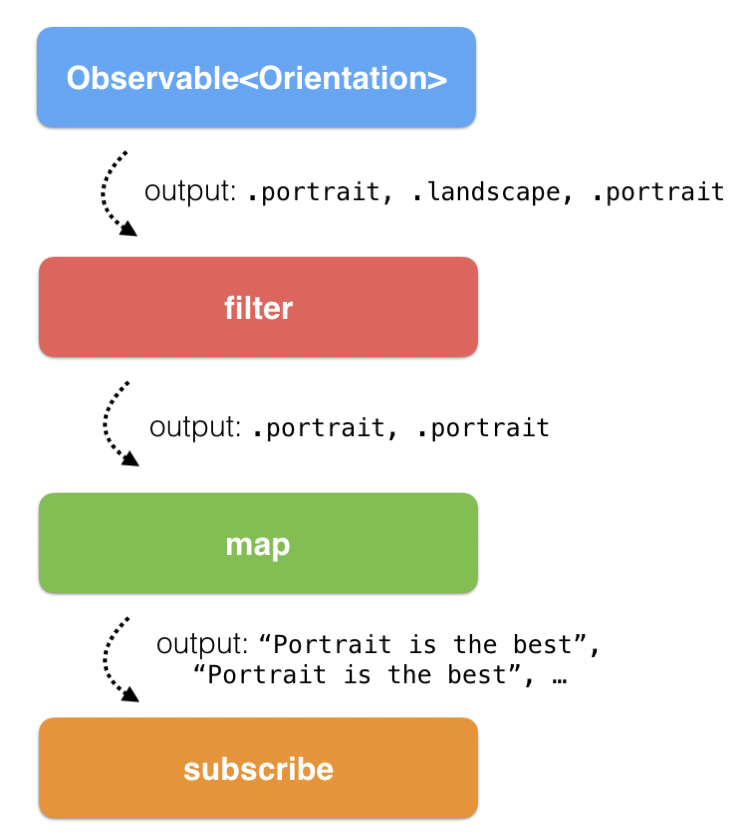 Observable<Orientation>
output: .portrait, .landscape, .portrait
filter
output: .portrait, .portrait
map
output: “Portrait is the best”,
“Portrait is the best”, …
subscribe